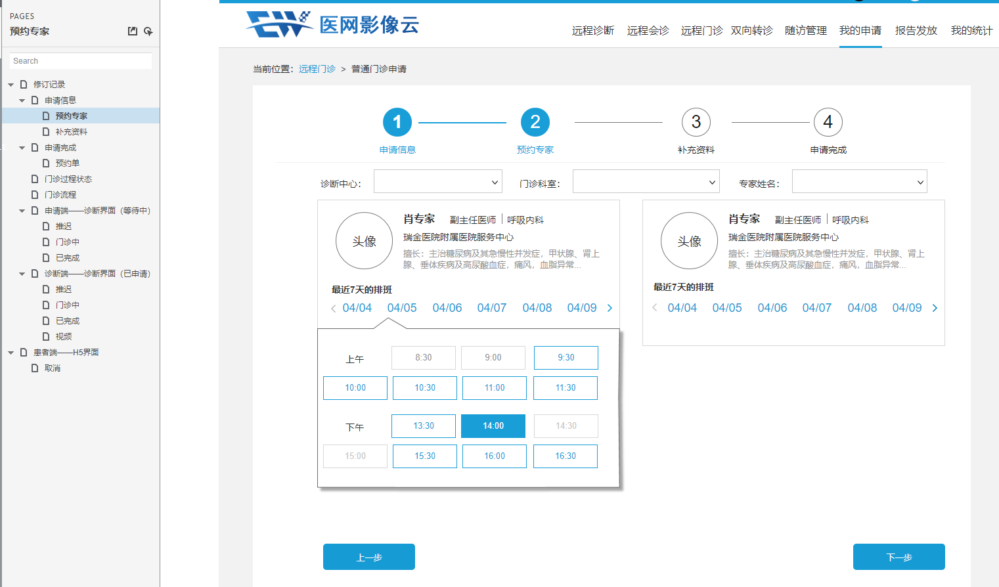 PAGES
预约专家
Search
修订记录
申请信息
预约专家
补充资料
申请完成
预约单
门诊过程状态
门诊流程
申请端——诊断界面（等待中）
推迟
门诊中
已完成
诊断端——诊断界面（已申请）
推迟
门诊中
已完成
视频
患者端——H5界面
取消
EW 医网影像云
远程诊断 远程会诊 远程门诊 双向转诊 随访管理 我的申请 报告发放 我的统计
当前位置：远程门诊 > 普通门诊申请
1 2 3 4
申请信息 预约专家 补充资料 申请完成
诊断中心： 门诊科室： 专家姓名：
头像
肖专家 副主任医师 呼吸内科
瑞金医院附属医院服务中心
擅长：主治糖尿病及其急慢性并发症，甲状腺、肾上
腺、垂体疾病及高尿酸血症，痛风，血脂异常...
最近7天的排班
04/04 04/05 04/06 04/07 04/08 04/09
上午 8:30 9:00 9:30
10:00 10:30 11:00 11:30
下午 13:30 14:00 14:30
15:00 15:30 16:00 16:30
头像
肖专家 副主任医师 呼吸内科
瑞金医院附属医院服务中心
擅长：主治糖尿病及其急慢性并发症，甲状腺、肾上
腺、垂体疾病及高尿酸血症，痛风，血脂异常...
最近7天的排班
04/04 04/05 04/06 04/07 04/08 04/09
上一步 下一步